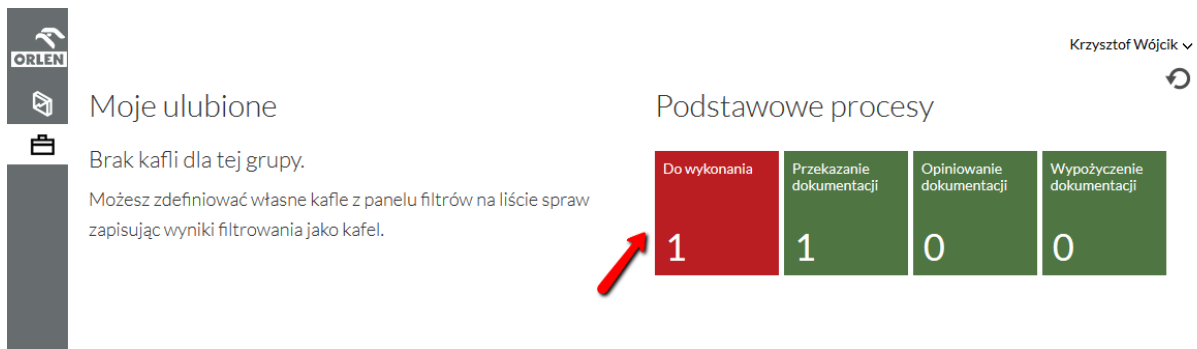 ORLEN
Krzysztof Wójcik
Moje ulubione
Brak kafli dla tej grupy.
Możesz zdefiniować własne kafle z panelu filtrów na liście spraw
zapisując wyniki filtrowania jako kafel.
Podstawowe procesy
Do wykonania
1
Przekazanie
dokumentacji
1
Opiniowanie
dokumentacji
0
Wypożyczenie
dokumentacji
0